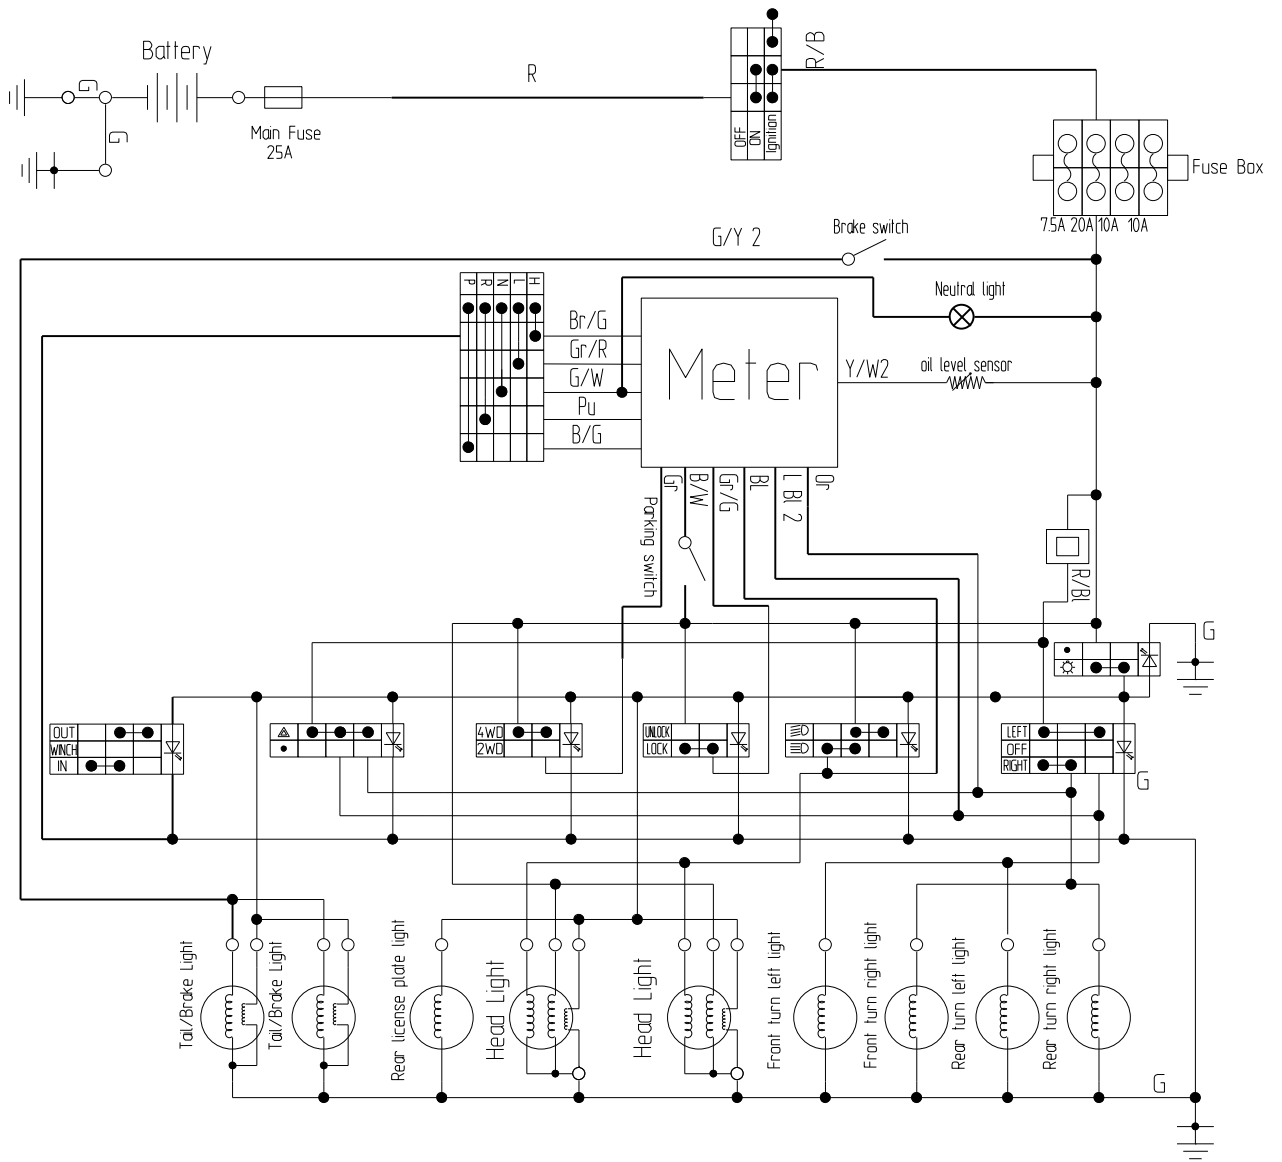 Battery
G
G
Main Fuse
25A
R
OFF
ON
Ignition
R/B
Fuse Box
7.5A 20A 10A 10A
G/Y 2
Brake switch
P R N L H
Neutral light
Br/G
Gr/R
G/W
Pu
B/G
Meter
Y/W2
oil level sensor
Gr
B/W
Gr/G
BL
L Bl 2
Or
Parking switch
R/Bl
G
OUT
WINCH
IN
4WD
2WD
UNLOCK
LOCK
LEFT
OFF
RIGHT
G
Tail/Brake Light
Tail/Brake Light
Rear license plate light
Head Light
Head Light
Front turn left light
Front turn right light
Rear turn left light
Rear turn right light
G